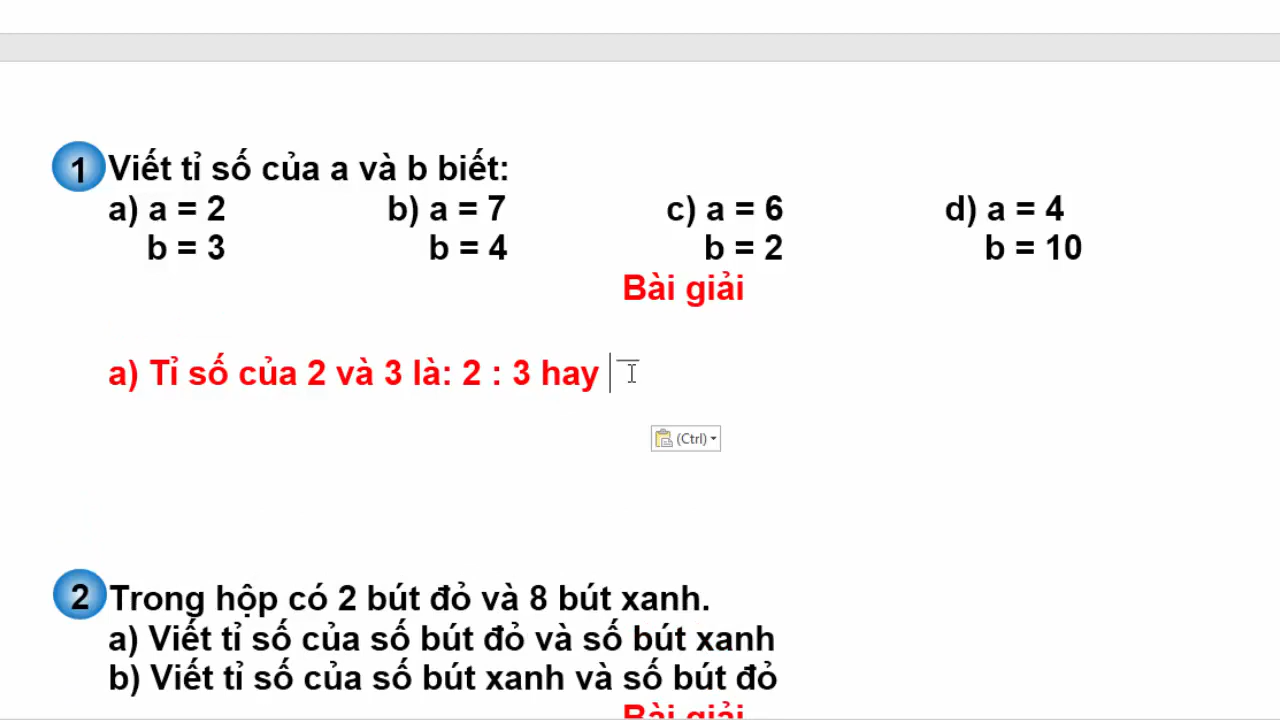 1 Viết tỉ số của a và b biết:
a) a = 2 b) a = 7 c) a = 6 d) a = 4
b = 3 b = 4 b = 2 b = 10
Bài giải
a) Tỉ số của 2 và 3 là: 2 : 3 hay
(Ctrl)
2 Trong hộp có 2 bút đỏ và 8 bút xanh.
a) Viết tỉ số của số bút đỏ và số bút xanh
b) Viết tỉ số của số bút xanh và số bút đỏ
Bài giải